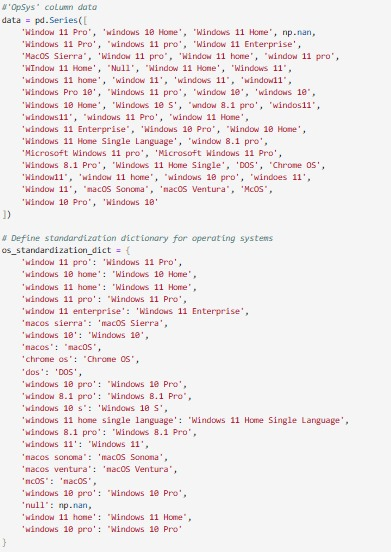 #'OpSys' column data
data = pd.Series([
    'Window 11 Pro', 'windows 10 Home', 'Windows 11 Home', np.nan,
    'Windows 11 Pro', 'windows 11 pro', 'Window 11 Enterprise',
    'MacOS Sierra', 'Window 11 pro', 'Window 11 home', 'window 11 pro',
    'WIndow 11 Home', 'Null', 'Window 11 Home', 'Windows 11',
    'windows 11 home', 'window 11', 'windows 11', 'window11',
    'Windows Pro 10', 'windows 11 pro', 'window 10', 'windows 10',
    'Windows 10 Home', 'Windows 10 S', 'wndow 8.1 pro', 'windos11',
    'windows11', 'windows 11 Pro', 'window 11 Home',
    'windows 11 Enterprise', 'Windows 10 Pro', 'Window 10 Home',
    'Windows 11 Home Single Language', 'window 8.1 pro',
    'Microsoft Windows 11 pro', 'Microsoft Windows 11 Pro',
    'Windows 8.1 Pro', 'Windows 11 Home Single', 'DOS', 'Chrome OS',
    'Window11', 'window 11 home', 'windows 10 pro', 'windoes 11',
    'Window 11', 'macOS Sonoma', 'macOS Ventura', 'McOS',
    'Window 10 Pro', 'Windows 10'
])
# Define standardization dictionary for operating systems
os_standardization_dict = {
    'window 11 pro': 'Windows 11 Pro',
    'windows 10 home': 'Windows 10 Home',
    'windows 11 home': 'Windows 11 Home',
    'windows 11 pro': 'Windows 11 Pro',
    'window 11 enterprise': 'Windows 11 Enterprise',
    'macos sierra': 'macOS Sierra',
    'windows 10': 'Windows 10',
    'macos': 'macOS',
    'chrome os': 'Chrome OS',
    'dos': 'DOS',
    'windows 10 pro': 'Windows 10 Pro',
    'window 8.1 pro': 'Windows 8.1 Pro',
    'windows 10 s': 'Windows 10 S',
    'windows 11 home single language': 'Windows 11 Home Single Language',
    'windows 8.1 pro': 'Windows 8.1 Pro',
    'windows 11': 'Windows 11',
    'macos sonoma': 'macOS Sonoma',
    'macos ventura': 'macOS Ventura',
    'mcOS': 'macOS',
    'windows 10 pro': 'Windows 10 Pro',
    'null': np.nan,
    'window 11 home': 'Windows 11 Home',
    'windows 10 pro': 'Windows 10 Pro'
}